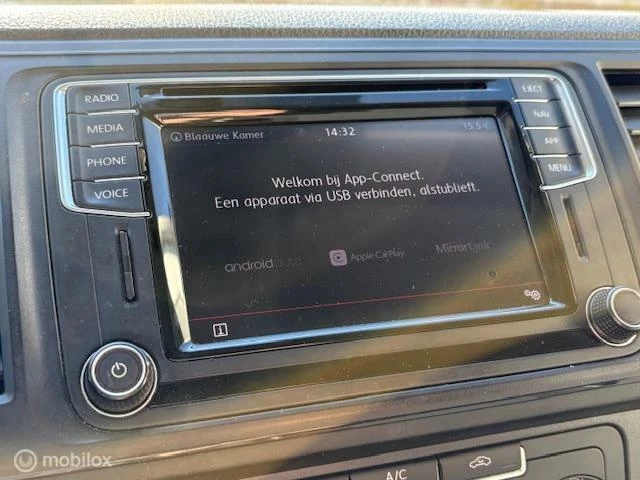 RADIO
MEDIA
PHONE
VOICE
EJECT
NAV
APP
MENU
Blaauwe Kamer 14:32 15.5°C
Welkom bij App-Connect.
Een apparaat via USB verbinden, alstublieft.
androidauto Apple CarPlay MirrorLink
i
A/C
mobilox